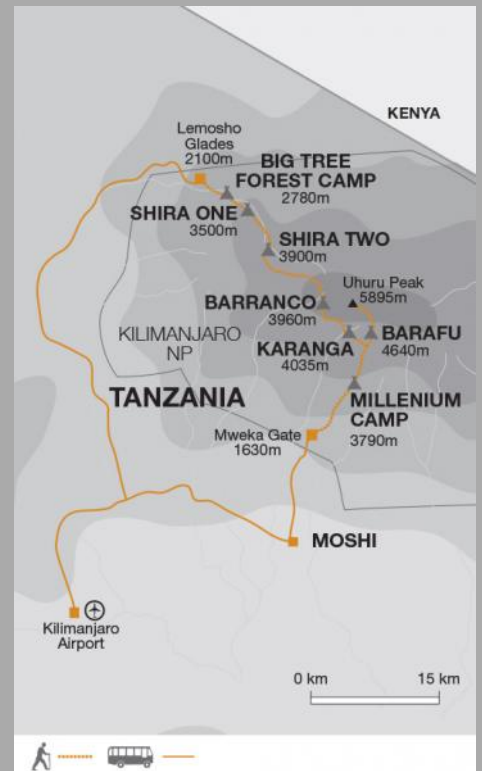 KENYA
Lemosho
Glades
2100m
BIG TREE
FOREST CAMP
2780m
SHIRA ONE
3500m
SHIRA TWO
3900m
Uhuru Peak
5895m
BARRANCO
3960m
KILIMANJARO
NP
KARANGA
4035m
BARAFU
4640m
TANZANIA
MILLENIUM
CAMP
3790m
Mweka Gate
1630m
MOSHI
Kilimanjaro
Airport
0 km
15 km